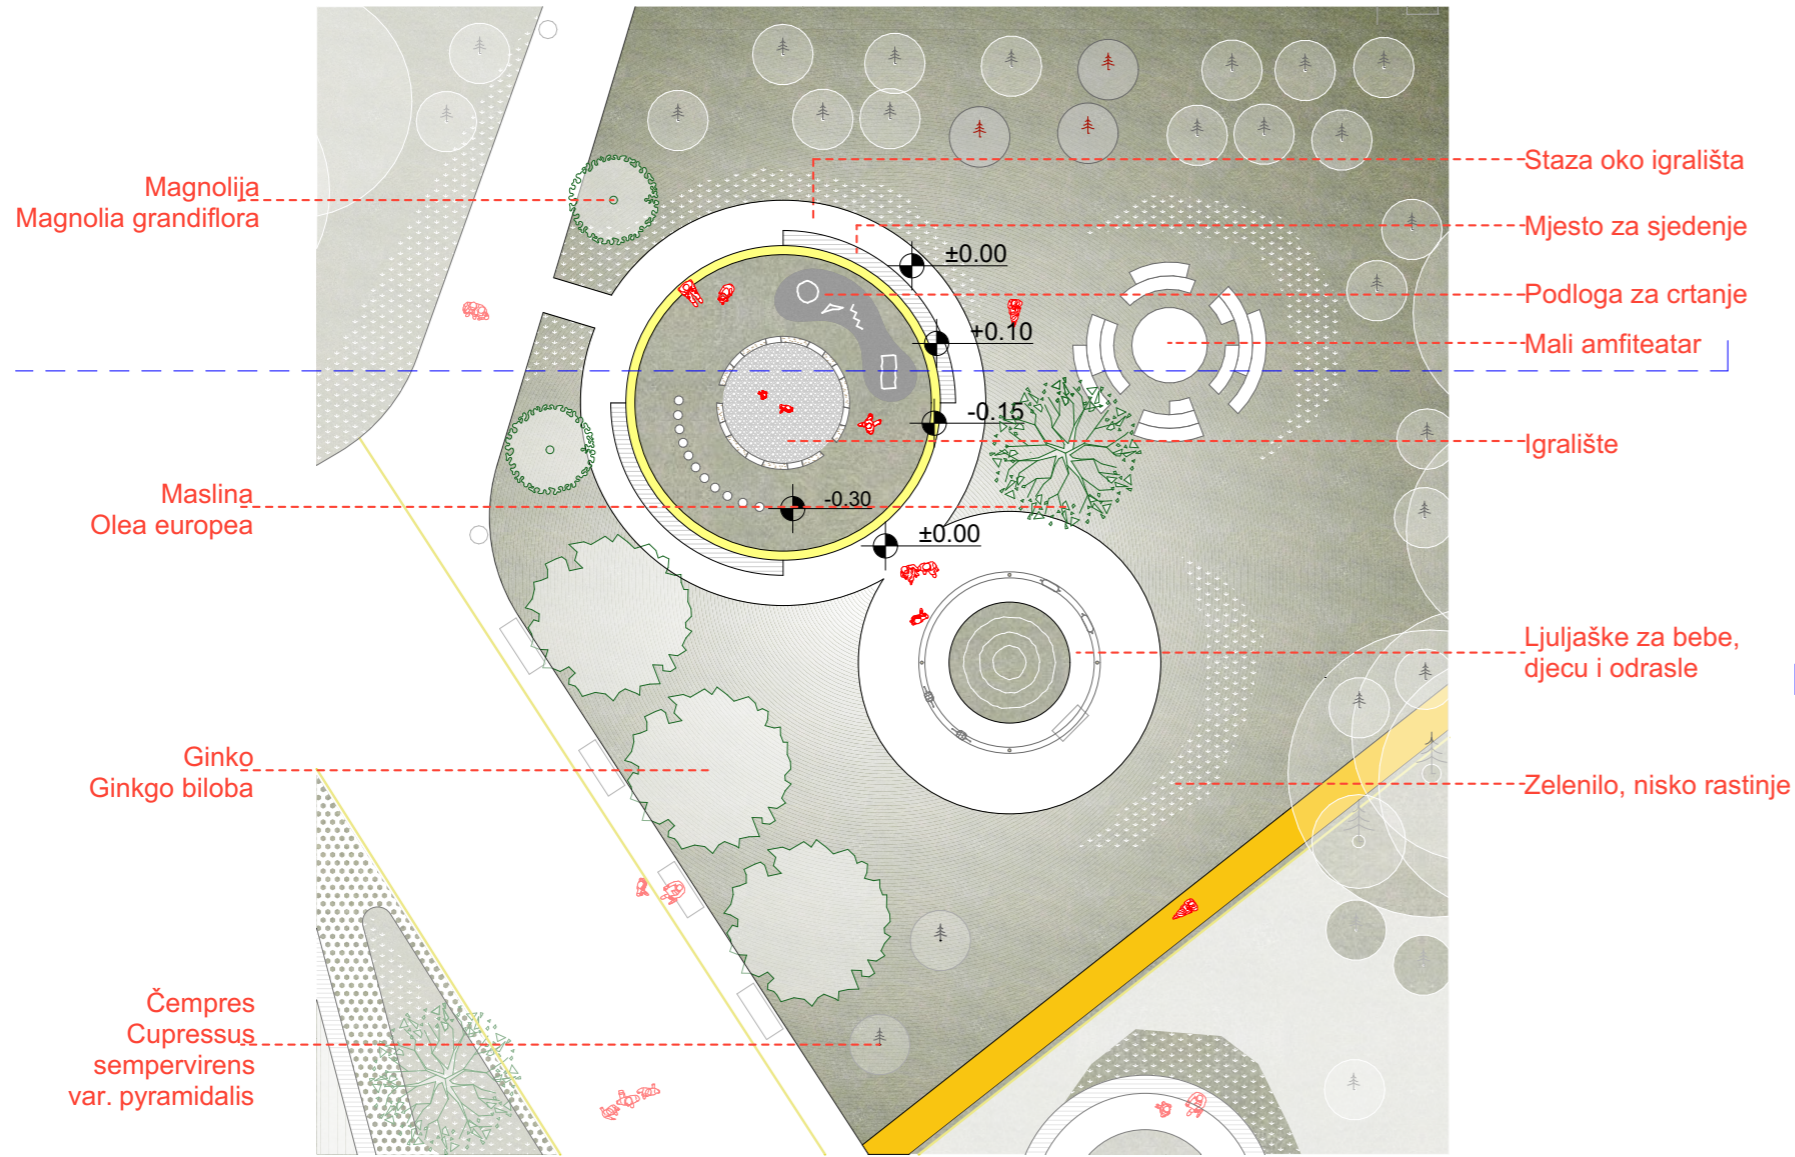 Magnolija
Magnolia grandiflora
Maslina
Olea europea
Ginko
Ginkgo biloba
Čempres
Cupressus
sempervirens
var. pyramidalis
±0.00
+0.10
-0.15
-0.30
±0.00
Staza oko igrališta
Mjesto za sjedenje
Podloga za crtanje
Mali amfiteatar
Igralište
Ljuljaške za bebe,
djecu i odrasle
Zelenilo, nisko rastinje